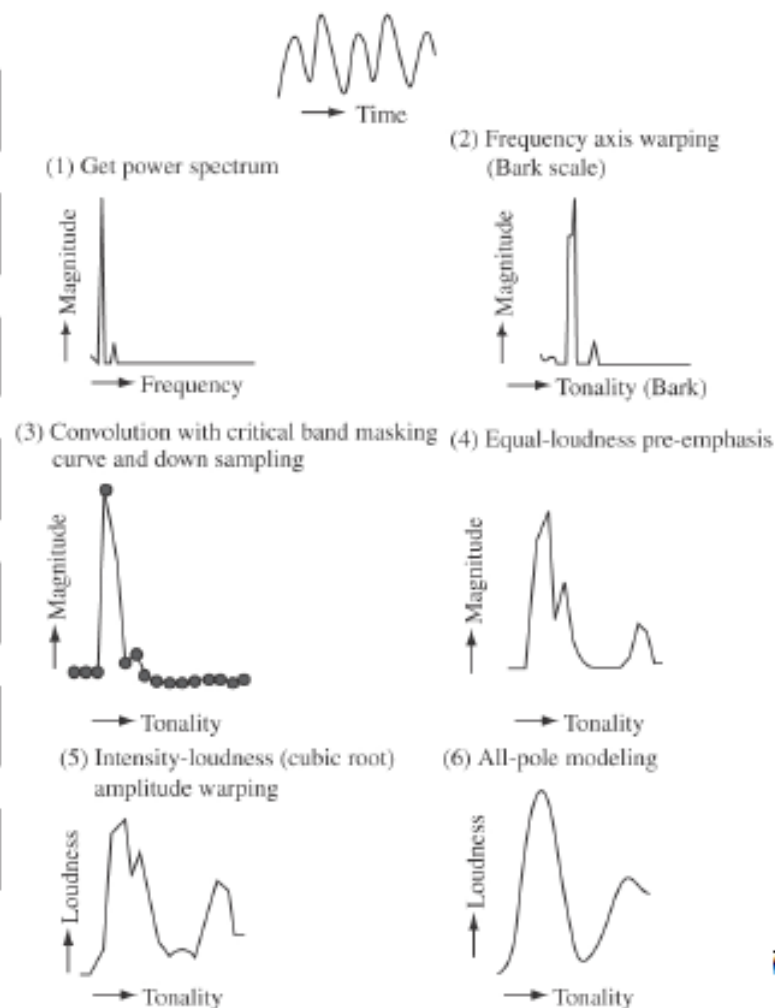 Time
(1) Get power spectrum
Magnitude
Frequency
(2) Frequency axis warping
(Bark scale)
Magnitude
Tonality (Bark)
(3) Convolution with critical band masking
curve and down sampling
Magnitude
Tonality
(4) Equal-loudness pre-emphasis
Magnitude
Tonality
(5) Intensity-loudness (cubic root)
amplitude warping
Loudness
Tonality
(6) All-pole modeling
Loudness
Tonality